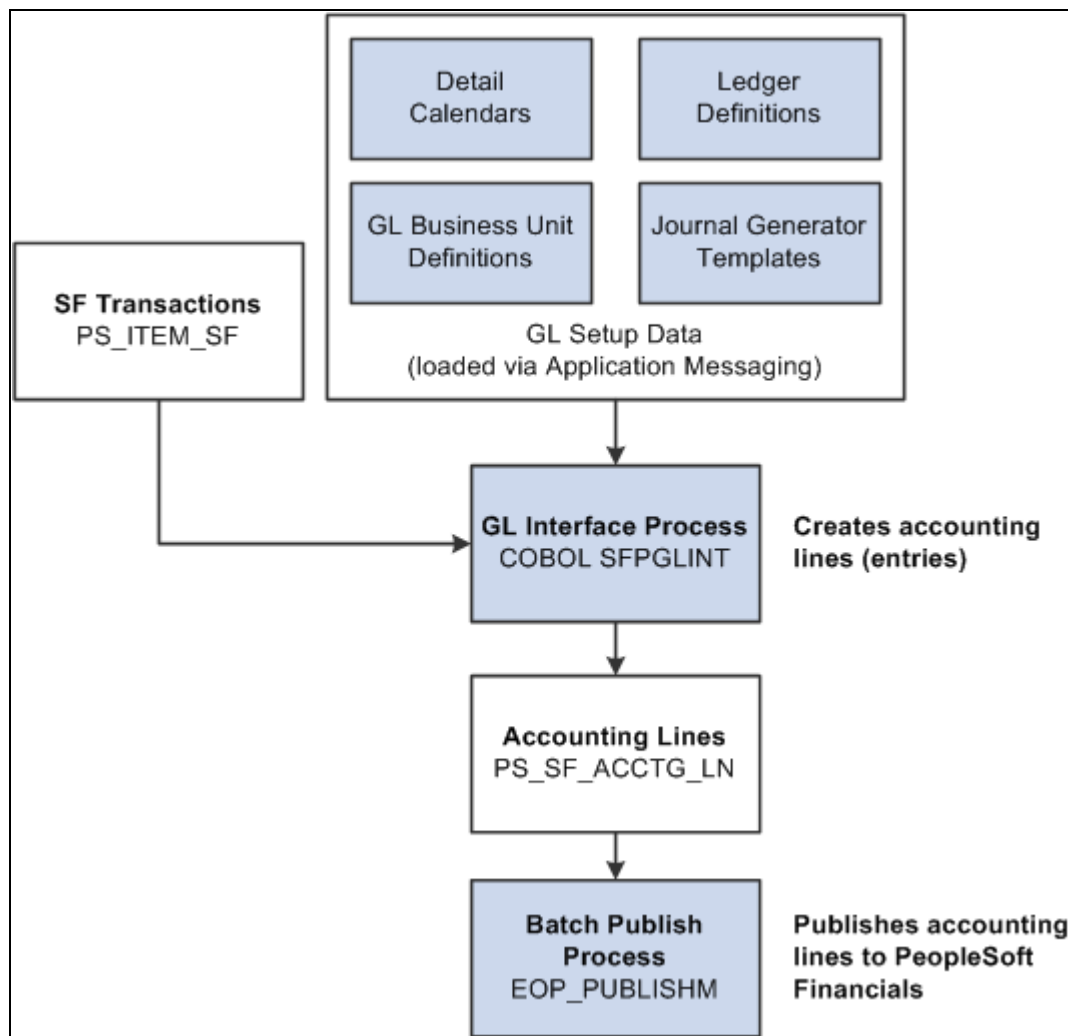 Detail
Calendars
Ledger
Definitions
GL Business Unit
Definitions
Journal Generator
Templates
GL Setup Data
(loaded via Application Messaging)
SF Transactions
PS_ITEM_SF
GL Interface Process
COBOL SFPGLINT
Creates accounting
lines (entries)
Accounting Lines
PS_SF_ACCTG_LN
Batch Publish
Process
EOP_PUBLISHM
Publishes accounting
lines to PeopleSoft
Financials